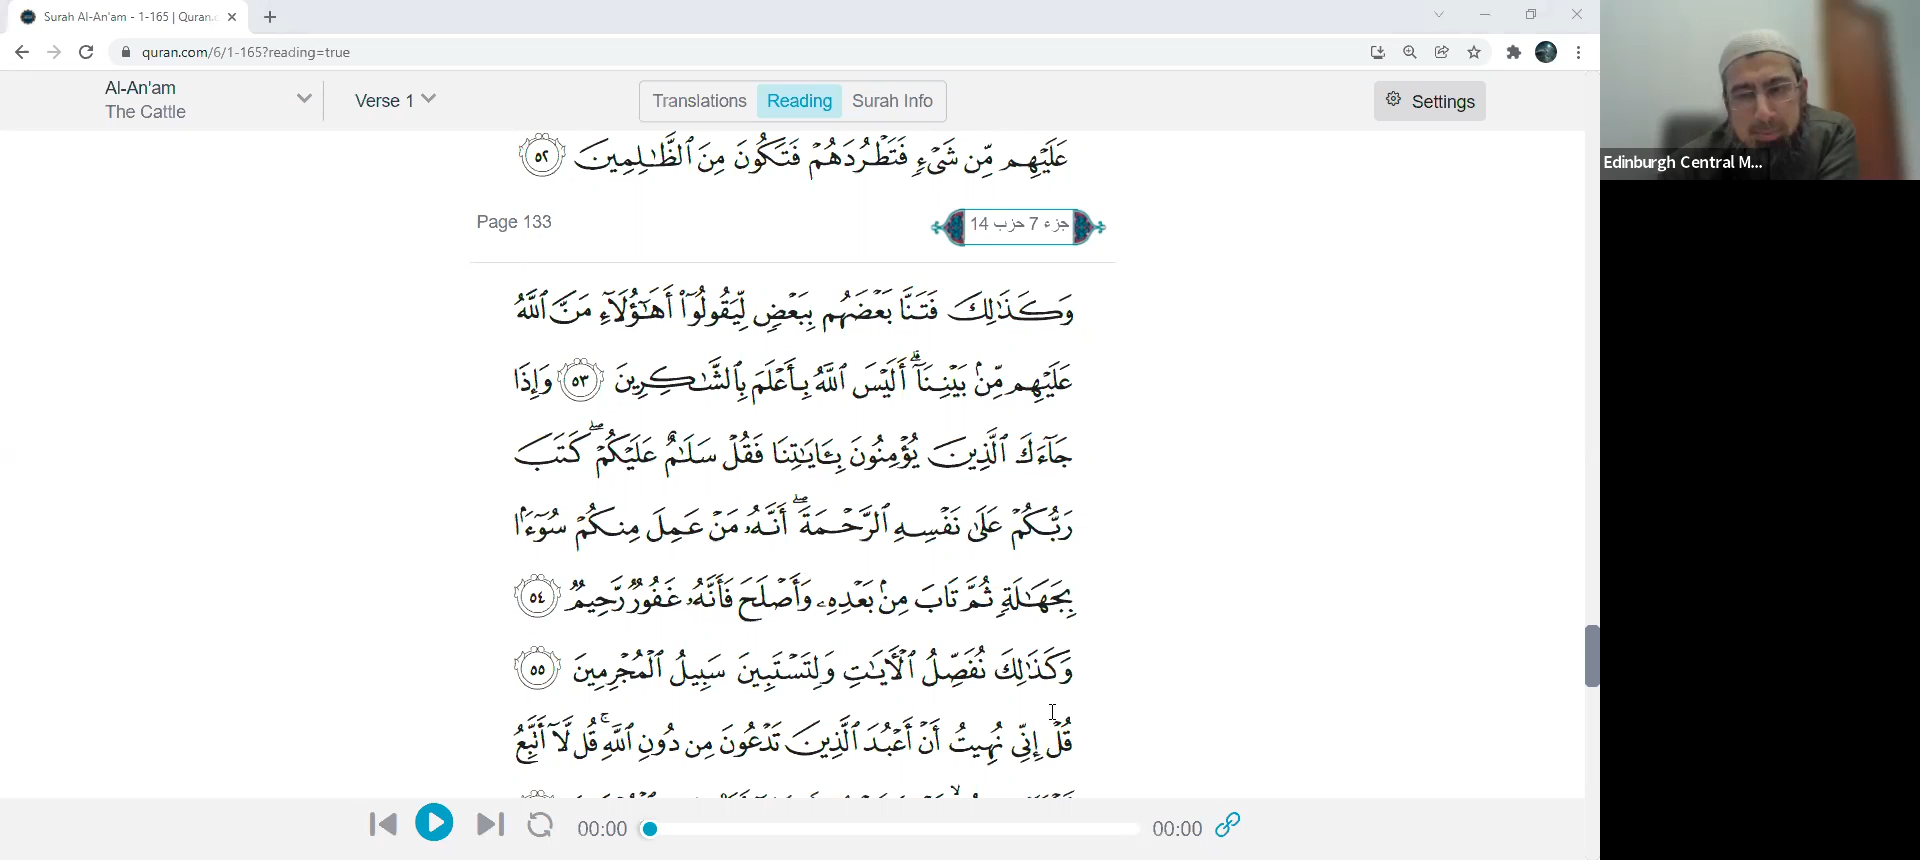 Surah Al-An'am - 1-165 | Quran.c
quran.com/6/1-165?reading=true
Al-An'am
The Cattle
Verse 1
Translations
Reading
Surah Info
Settings
عَلَيْهِم مِّن شَىْءٍ فَتَطْرُدَهُمْ فَتَكُونَ مِنَ ٱلظَّـٰلِمِينَ ٥٢
Page 133
جزء 7 حزب 14
وَكَذَٰلِكَ فَتَنَّا بَعْضَهُم بِبَعْضٍ لِّيَقُولُوٓا۟ أَهَـٰٓؤُلَآءِ مَنَّ ٱللَّهُ
عَلَيْهِم مِّنۢ بَيْنِنَآ ۗ أَلَيْسَ ٱللَّهُ بِأَعْلَمَ بِٱلشَّـٰكِرِينَ ٥٣ وَإِذَا
جَآءَكَ ٱلَّذِينَ يُؤْمِنُونَ بِـَٔايَـٰتِنَا فَقُلْ سَلَـٰمٌ عَلَيْكُمْ ۖ كَتَبَ
رَبُّكُمْ عَلَىٰ نَفْسِهِ ٱلرَّحْمَةَ ۖ أَنَّهُۥ مَنْ عَمِلَ مِنكُمْ سُوٓءًۢا
بِجَهَـٰلَةٍ ثُمَّ تَابَ مِنۢ بَعْدِهِۦ وَأَصْلَحَ فَأَنَّهُۥ غَفُورٌ رَّحِيمٌ ٥٤
وَكَذَٰلِكَ نُفَصِّلُ ٱلْـَٔايَـٰتِ وَلِتَسْتَبِينَ سَبِيلُ ٱلْمُجْرِمِينَ ٥٥
قُلْ إِنِّى نُهِيتُ أَنْ أَعْبُدَ ٱلَّذِينَ تَدْعُونَ مِن دُونِ ٱللَّهِ ۚ قُل لَّآ أَتَّبِعُ
00:00
00:00
Edinburgh Central M...